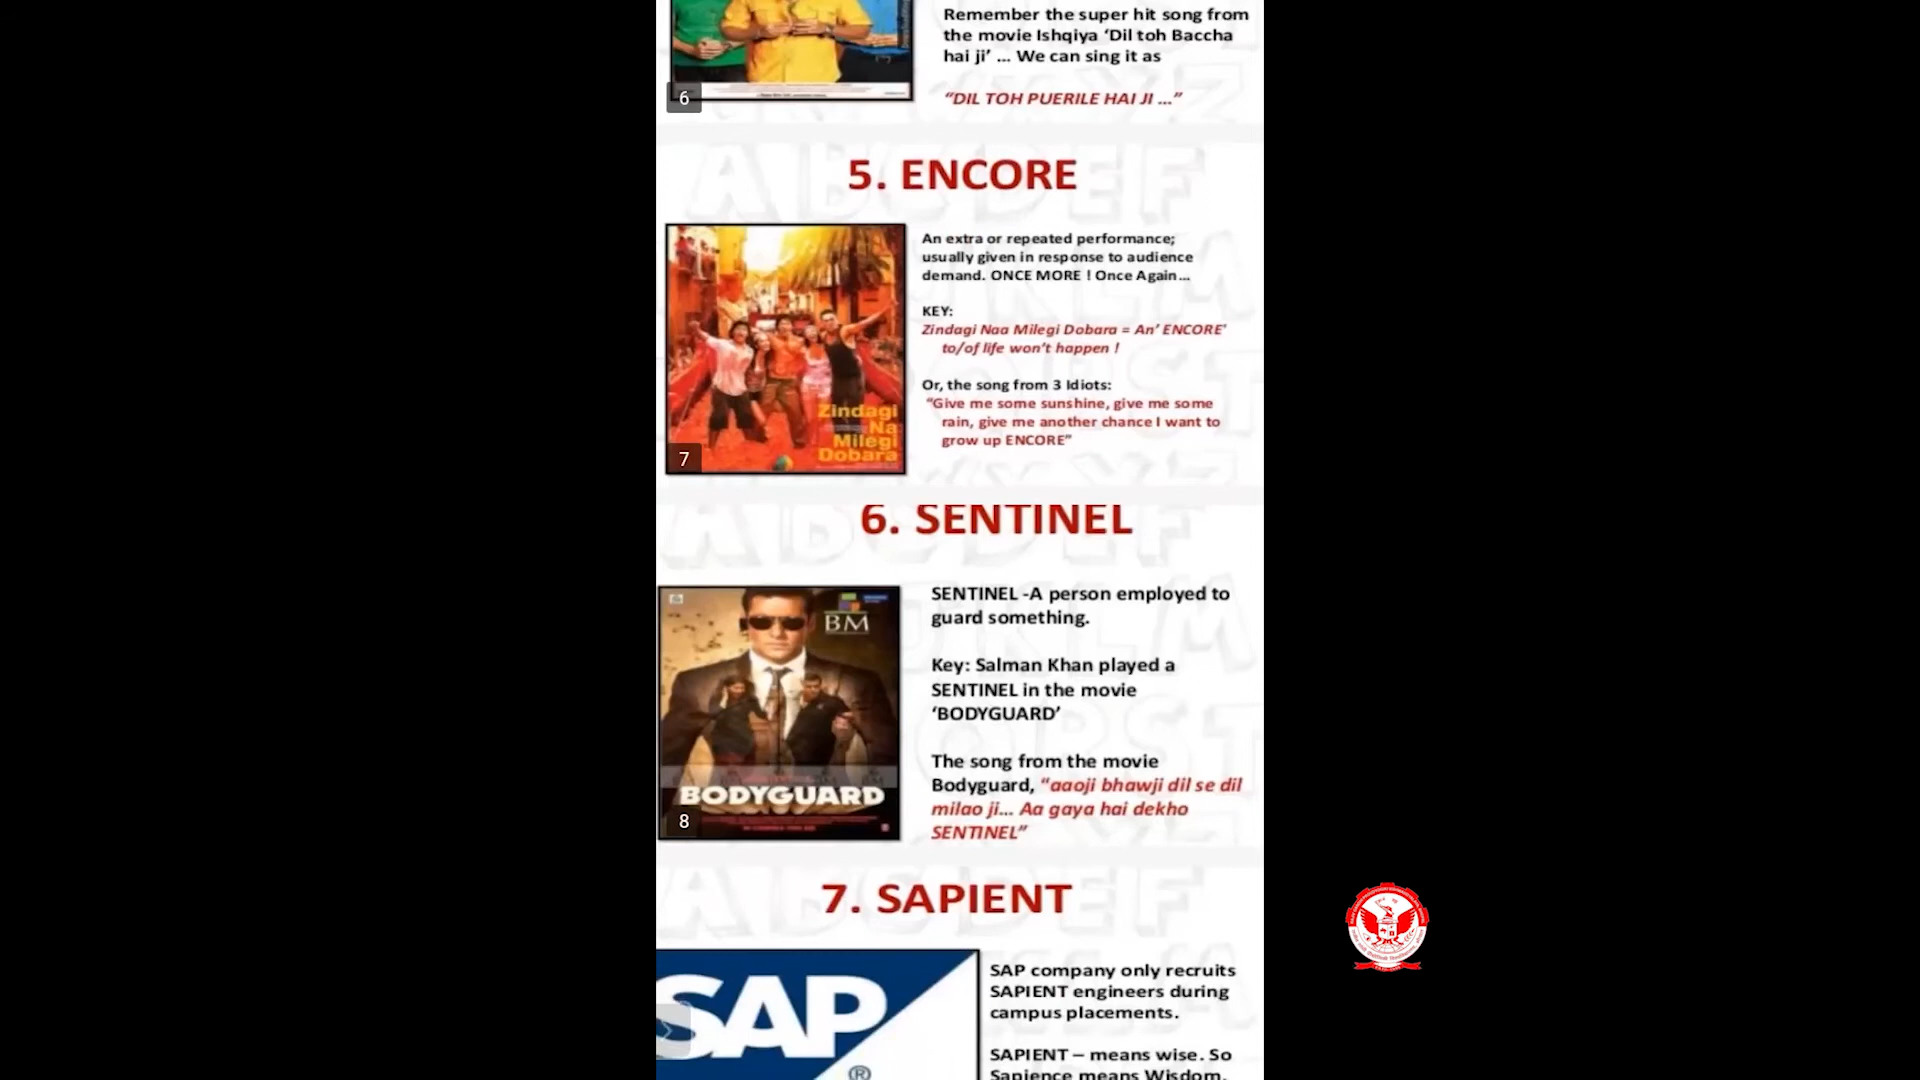 Remember the super hit song from
the movie Ishqiya ‘Dil toh Baccha
hai ji’ ... We can sing it as
“DIL TOH PUERILE HAI JI ...”
6
5. ENCORE
An extra or repeated performance;
usually given in response to audience
demand. ONCE MORE ! Once Again...
KEY:
Zindagi Naa Milegi Dobara = An’ ENCORE’
to/of life won’t happen !
Or, the song from 3 Idiots:
“Give me some sunshine, give me some
rain, give me another chance I want to
grow up ENCORE”
Zindagi
Na
Milegi
Dobara
7
6. SENTINEL
SENTINEL -A person employed to
guard something.
Key: Salman Khan played a
SENTINEL in the movie
‘BODYGUARD’
The song from the movie
Bodyguard, “aaoji bhawji dil se dil
milao ji... Aa gaya hai dekho
SENTINEL”
BM
BODYGUARD
8
7. SAPIENT
SAP
®
SAP company only recruits
SAPIENT engineers during
campus placements.
SAPIENT – means wise. So
Sapience means Wisdom.